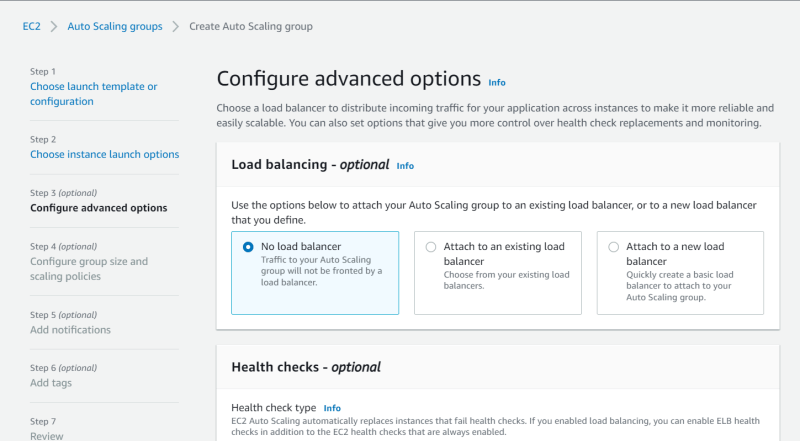 EC2 > Auto Scaling groups > Create Auto Scaling group
Step 1
Choose launch template or
configuration
Step 2
Choose instance launch options
Step 3 (optional)
Configure advanced options
Step 4 (optional)
Configure group size and
scaling policies
Step 5 (optional)
Add notifications
Step 6 (optional)
Add tags
Step 7
Review
Configure advanced options Info
Choose a load balancer to distribute incoming traffic for your application across instances to make it more reliable and
easily scalable. You can also set options that give you more control over health check replacements and monitoring.
Load balancing - optional Info
Use the options below to attach your Auto Scaling group to an existing load balancer, or to a new load balancer
that you define.
No load balancer
Traffic to your Auto Scaling
group will not be fronted by a
load balancer.
Attach to an existing load
balancer
Choose from your existing load
balancers.
Attach to a new load
balancer
Quickly create a basic load
balancer to attach to your
Auto Scaling group.
Health checks - optional
Health check type Info
EC2 Auto Scaling automatically replaces instances that fail health checks. If you enabled load balancing, you can enable ELB health
checks in addition to the EC2 health checks that are always enabled.